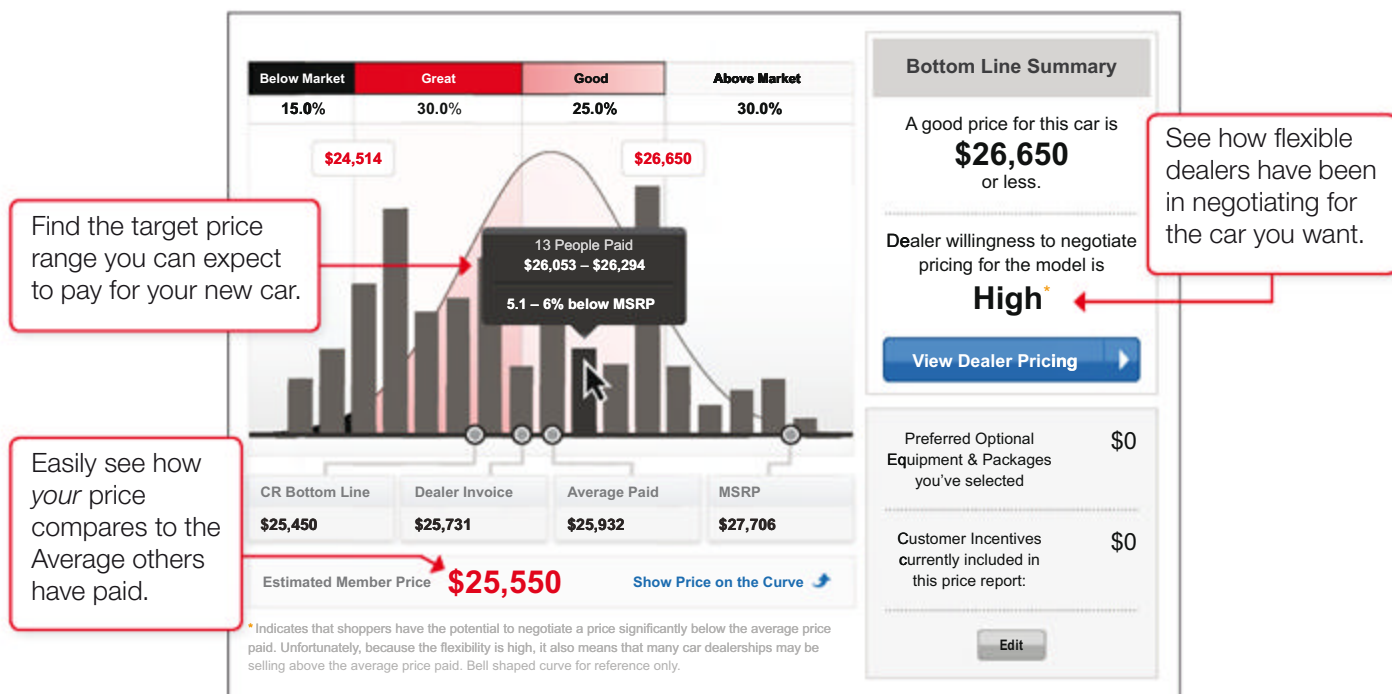 Below Market Great Good Above Market
15.0% 30.0% 25.0% 30.0%
$24,514 $26,650
13 People Paid
$26,053 – $26,294
5.1 – 6% below MSRP
Find the target price
range you can expect
to pay for your new car.
Easily see how
your price
compares to the
Average others
have paid.
CR Bottom Line Dealer Invoice Average Paid MSRP
$25,450 $25,731 $25,932 $27,706
Estimated Member Price $25,550 Show Price on the Curve
* Indicates that shoppers have the potential to negotiate a price significantly below the average price
paid. Unfortunately, because the flexibility is high, it also means that many car dealerships may be
selling above the average price paid. Bell shaped curve for reference only.
Bottom Line Summary
A good price for this car is
$26,650
or less.
Dealer willingness to negotiate
pricing for the model is
High*
View Dealer Pricing
See how flexible
dealers have been
in negotiating for
the car you want.
Preferred Optional $0
Equipment & Packages
you've selected
Customer Incentives $0
currently included in
this price report:
Edit